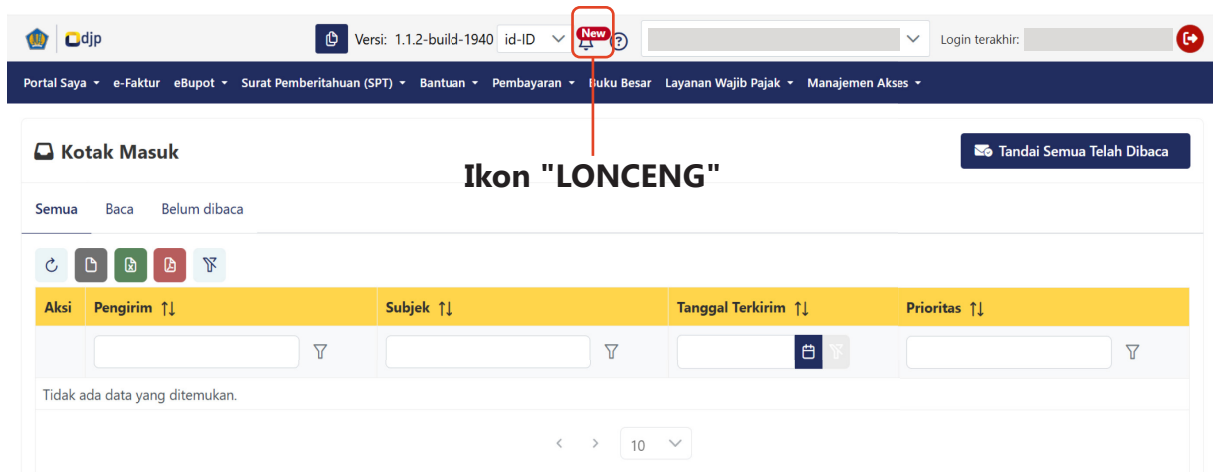 djp Versi: 1.1.2-build-1940 id-ID New Login terakhir:
Portal Saya e-Faktur eBupot Surat Pemberitahuan (SPT) Bantuan Pembayaran Buku Besar Layanan Wajib Pajak Manajemen Akses
Kotak Masuk Tandai Semua Telah Dibaca
Ikon "LONCENG"
Semua Baca Belum dibaca
Aksi Pengirim Subjek Tanggal Terkirim Prioritas
Tidak ada data yang ditemukan.
10